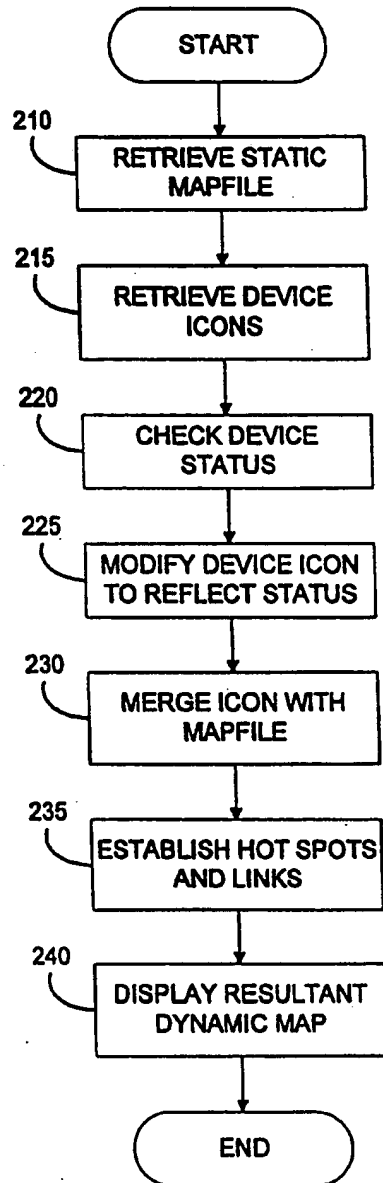 START
210
RETRIEVE STATIC
MAPFILE
215
RETRIEVE DEVICE
ICONS
220
CHECK DEVICE
STATUS
225
MODIFY DEVICE ICON
TO REFLECT STATUS
230
MERGE ICON WITH
MAPFILE
235
ESTABLISH HOT SPOTS
AND LINKS
240
DISPLAY RESULTANT
DYNAMIC MAP
END